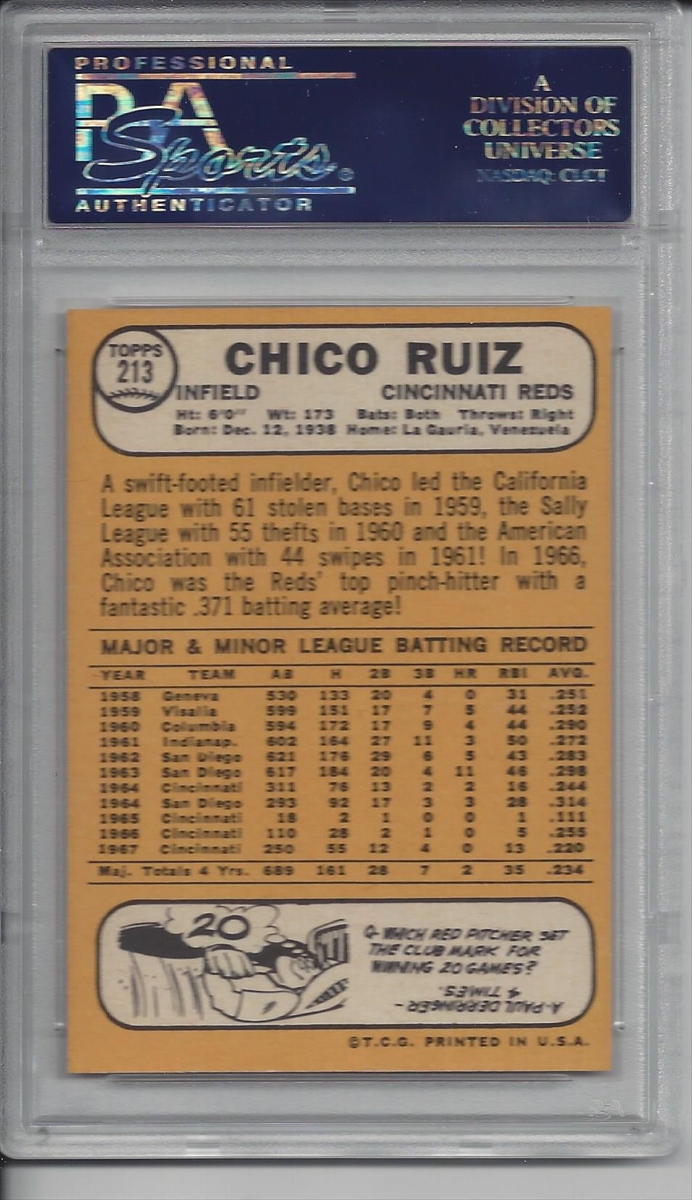 PROFESSIONAL
PSA
Sports®
AUTHENTICATOR
A
DIVISION OF
COLLECTORS
UNIVERSE
NASDAQ: CLCT
TOPPS
213
CHICO RUIZ
INFIELD CINCINNATI REDS
Ht: 6'0" Wt: 173 Bats: Both Throws: Right
Born: Dec. 12, 1938 Home: La Gauria, Venezuela
A swift-footed infielder, Chico led the California
League with 61 stolen bases in 1959, the Sally
League with 55 thefts in 1960 and the American
Association with 44 swipes in 1961! In 1966,
Chico was the Reds' top pinch-hitter with a
fantastic .371 batting average!
MAJOR & MINOR LEAGUE BATTING RECORD
YEAR TEAM AB H 2B 3B HR RBI AVG.
1958 Geneva 530 133 20 4 0 31 .251
1959 Visalia 599 151 17 7 5 44 .252
1960 Columbia 594 172 17 9 4 44 .290
1961 Indianap. 602 164 27 11 3 50 .272
1962 San Diego 621 176 29 6 5 43 .283
1963 San Diego 617 184 20 4 11 46 .298
1964 Cincinnati 311 76 13 2 2 16 .244
1964 San Diego 293 92 17 3 3 28 .314
1965 Cincinnati 18 2 1 0 0 1 .111
1966 Cincinnati 110 28 2 1 0 5 .255
1967 Cincinnati 250 55 12 4 0 13 .220
Maj. Totals 4 Yrs. 689 161 28 7 2 35 .234
20
Q- WHICH RED PITCHER SET
THE CLUB MARK FOR
WINNING 20 GAMES?
A- PAUL DERRINGER -
4 TIMES.
©T.C.G. PRINTED IN U.S.A.